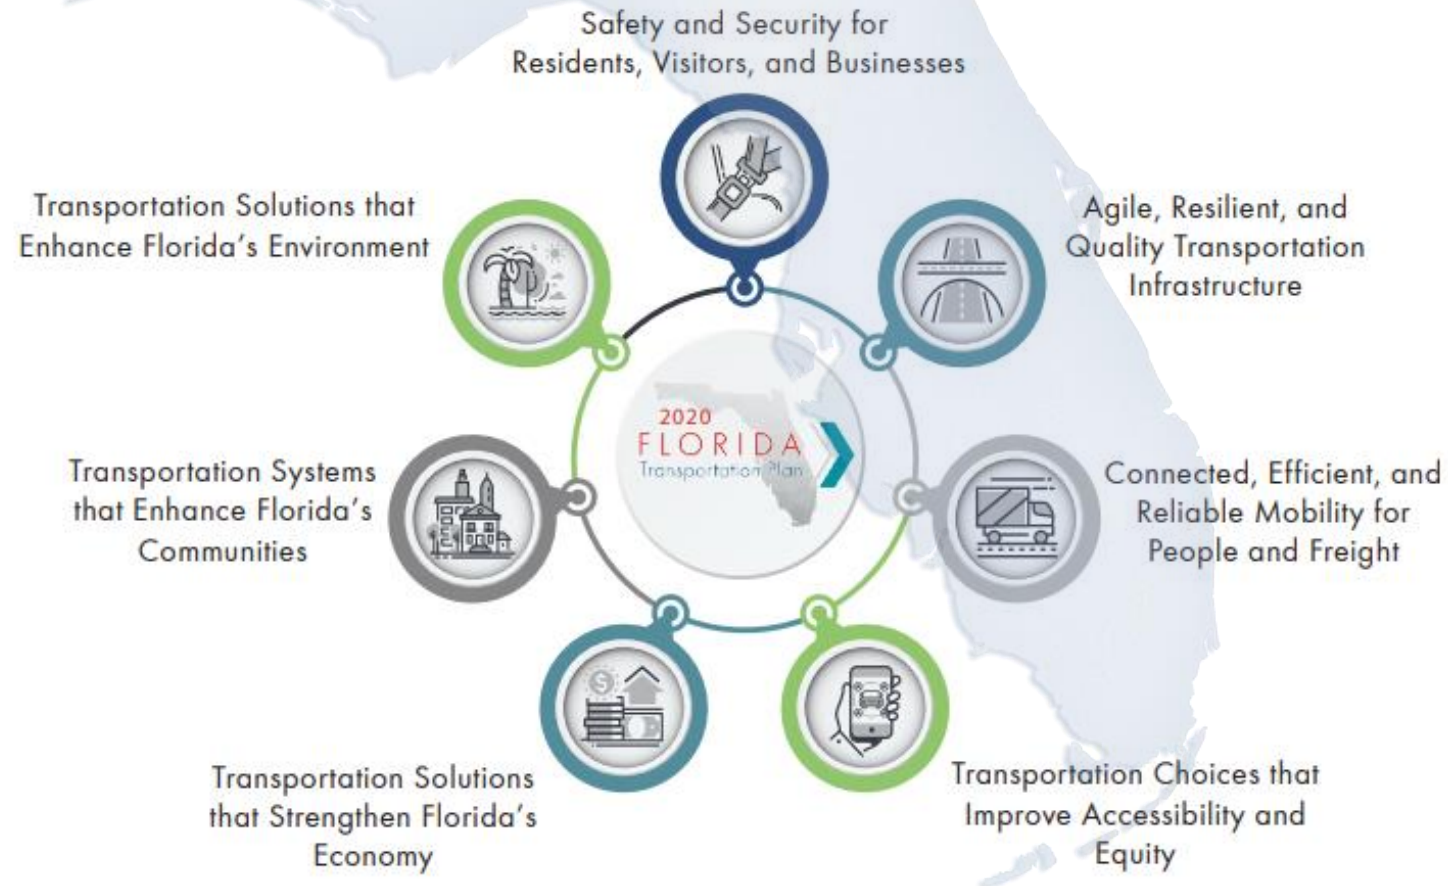 Safety and Security for
Residents, Visitors, and Businesses
Agile, Resilient, and
Quality Transportation
Infrastructure
Connected, Efficient, and
Reliable Mobility for
People and Freight
Transportation Choices that
Improve Accessibility and
Equity
Transportation Solutions
that Strengthen Florida's
Economy
Transportation Systems
that Enhance Florida's
Communities
Transportation Solutions that
Enhance Florida's Environment
2020
FLORIDA
Transportation Plan
$